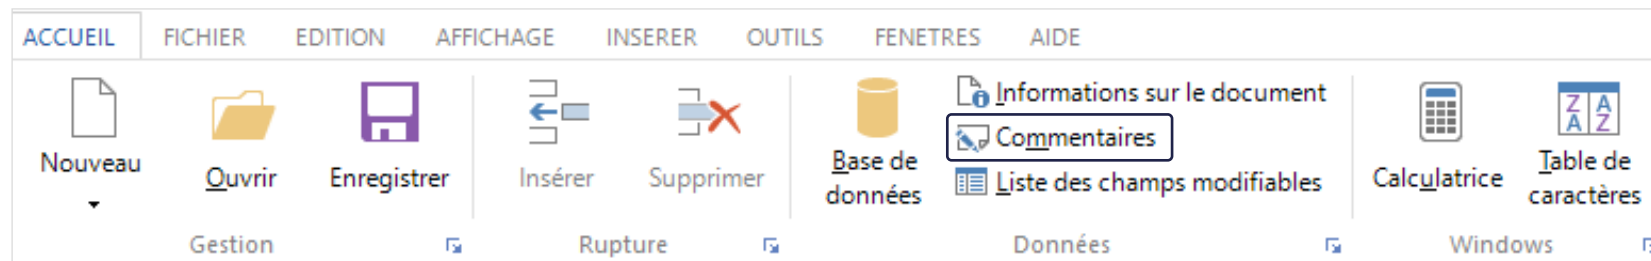 ACCUEIL FICHIER EDITION AFFICHAGE INSERER OUTILS FENETRES AIDE
Nouveau
Ouvrir
Enregistrer
Insérer
Supprimer
Base de
données
Informations sur le document
Commentaires
Liste des champs modifiables
Calculatrice
Z A
A Z
Table de
caractères
Gestion
Rupture
Données
Windows